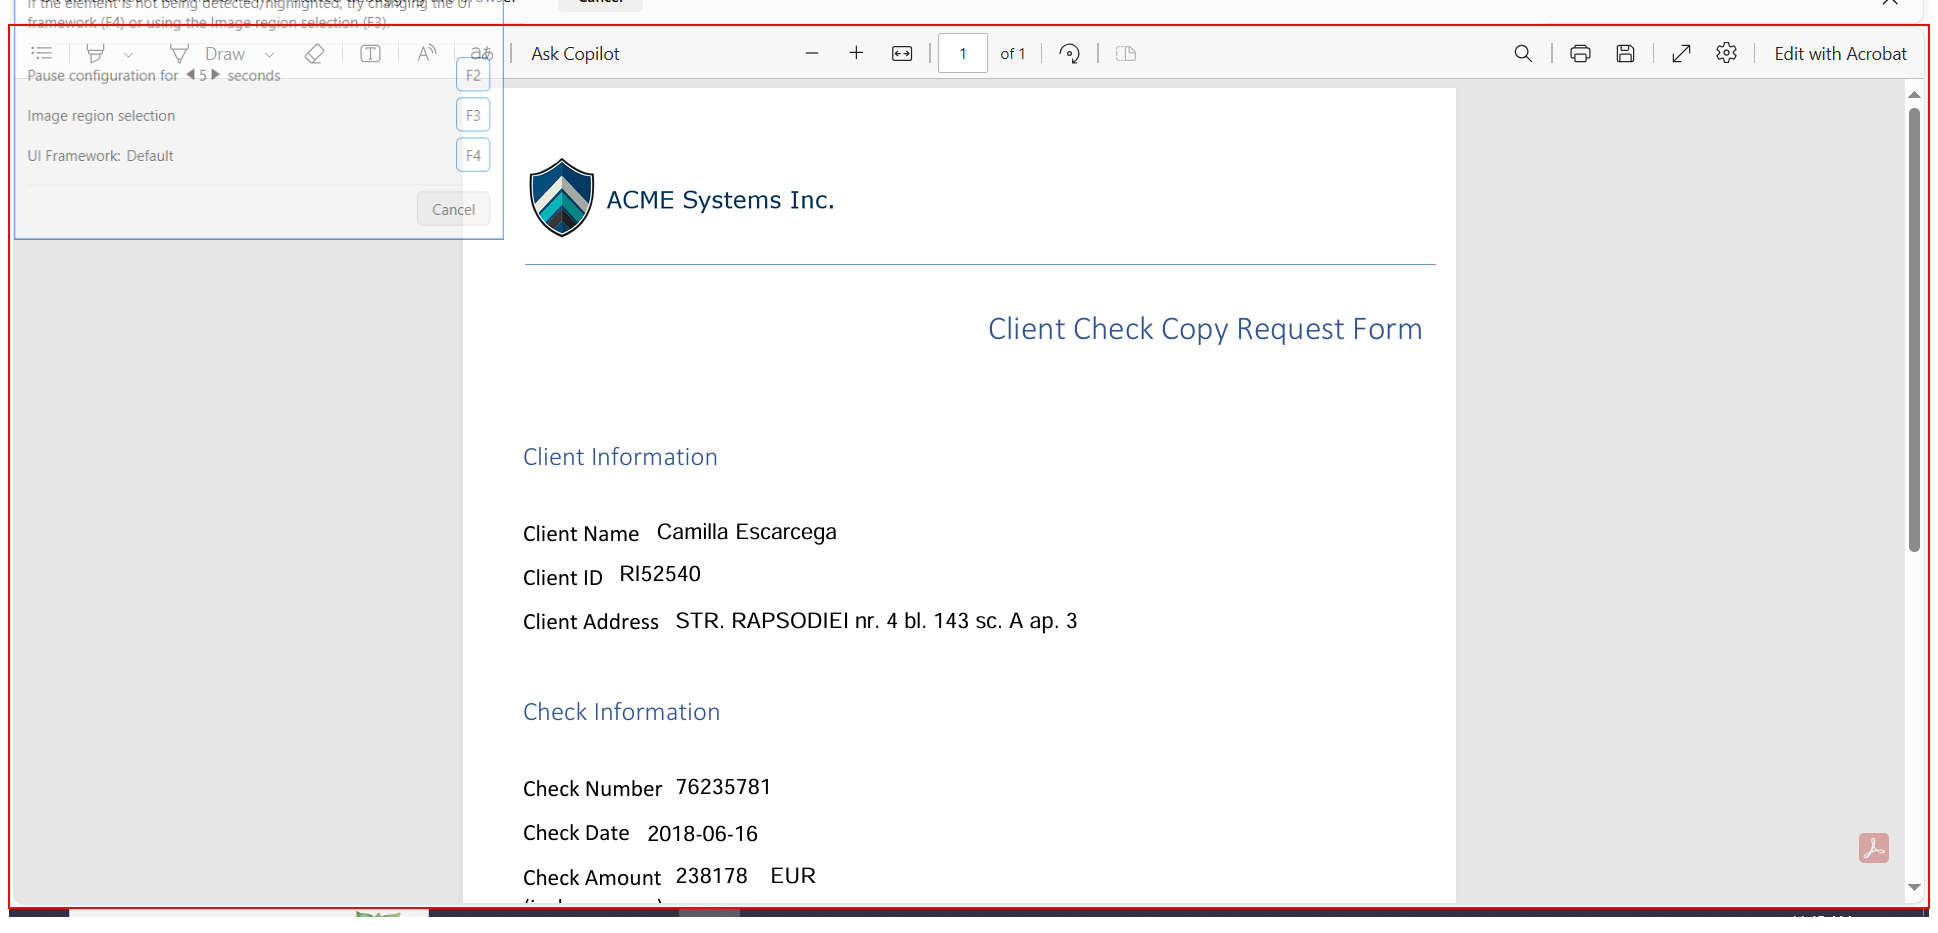 If the element is not being detected/highlighted, try changing the UI
framework (F4) or using the Image region selection (F3).
Cancel
Draw
aあ
Ask Copilot
1
of 1
Edit with Acrobat
Pause configuration for 5 seconds
F2
Image region selection
F3
UI Framework: Default
F4
Cancel
ACME Systems Inc.
Client Check Copy Request Form
Client Information
Client Name Camilla Escarcega
Client ID RI52540
Client Address STR. RAPSODIEI nr. 4 bl. 143 sc. A ap. 3
Check Information
Check Number 76235781
Check Date 2018-06-16
Check Amount 238178 EUR